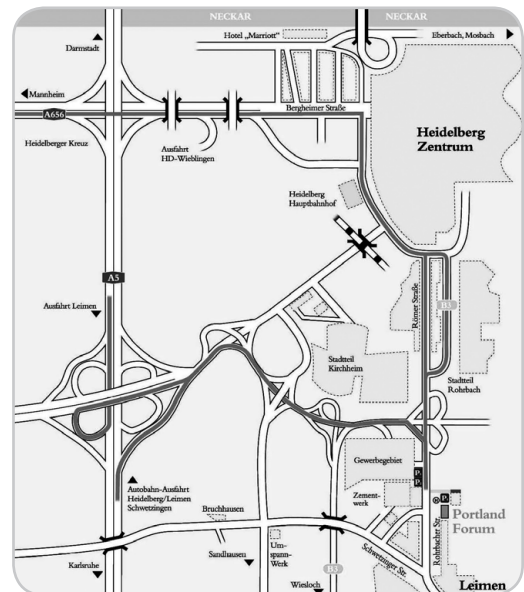 NECKAR
NECKAR
Hotel „Marriott"
Eberbach, Mosbach
Darmstadt
Mannheim
A656
Bergheimer Straße
Heidelberg
Zentrum
Heidelberger Kreuz
Ausfahrt
HD-Wieblingen
Heidelberg
Hauptbahnhof
A5
Ausfahrt Leimen
Römer Straße
B3
Stadtteil
Kirchheim
Stadtteil
Rohrbach
Gewerbegebiet
P
P
Autobahn-Ausfahrt
Heidelberg/Leimen
Schwetzingen
Zement-
werk
P
Portland
Forum
Bruchhausen
Rohrbacher Str.
Sandhausen
Um-
spann-
Werk
Schwetzinger Str.
Karlsruhe
B3
Wiesloch
Leimen